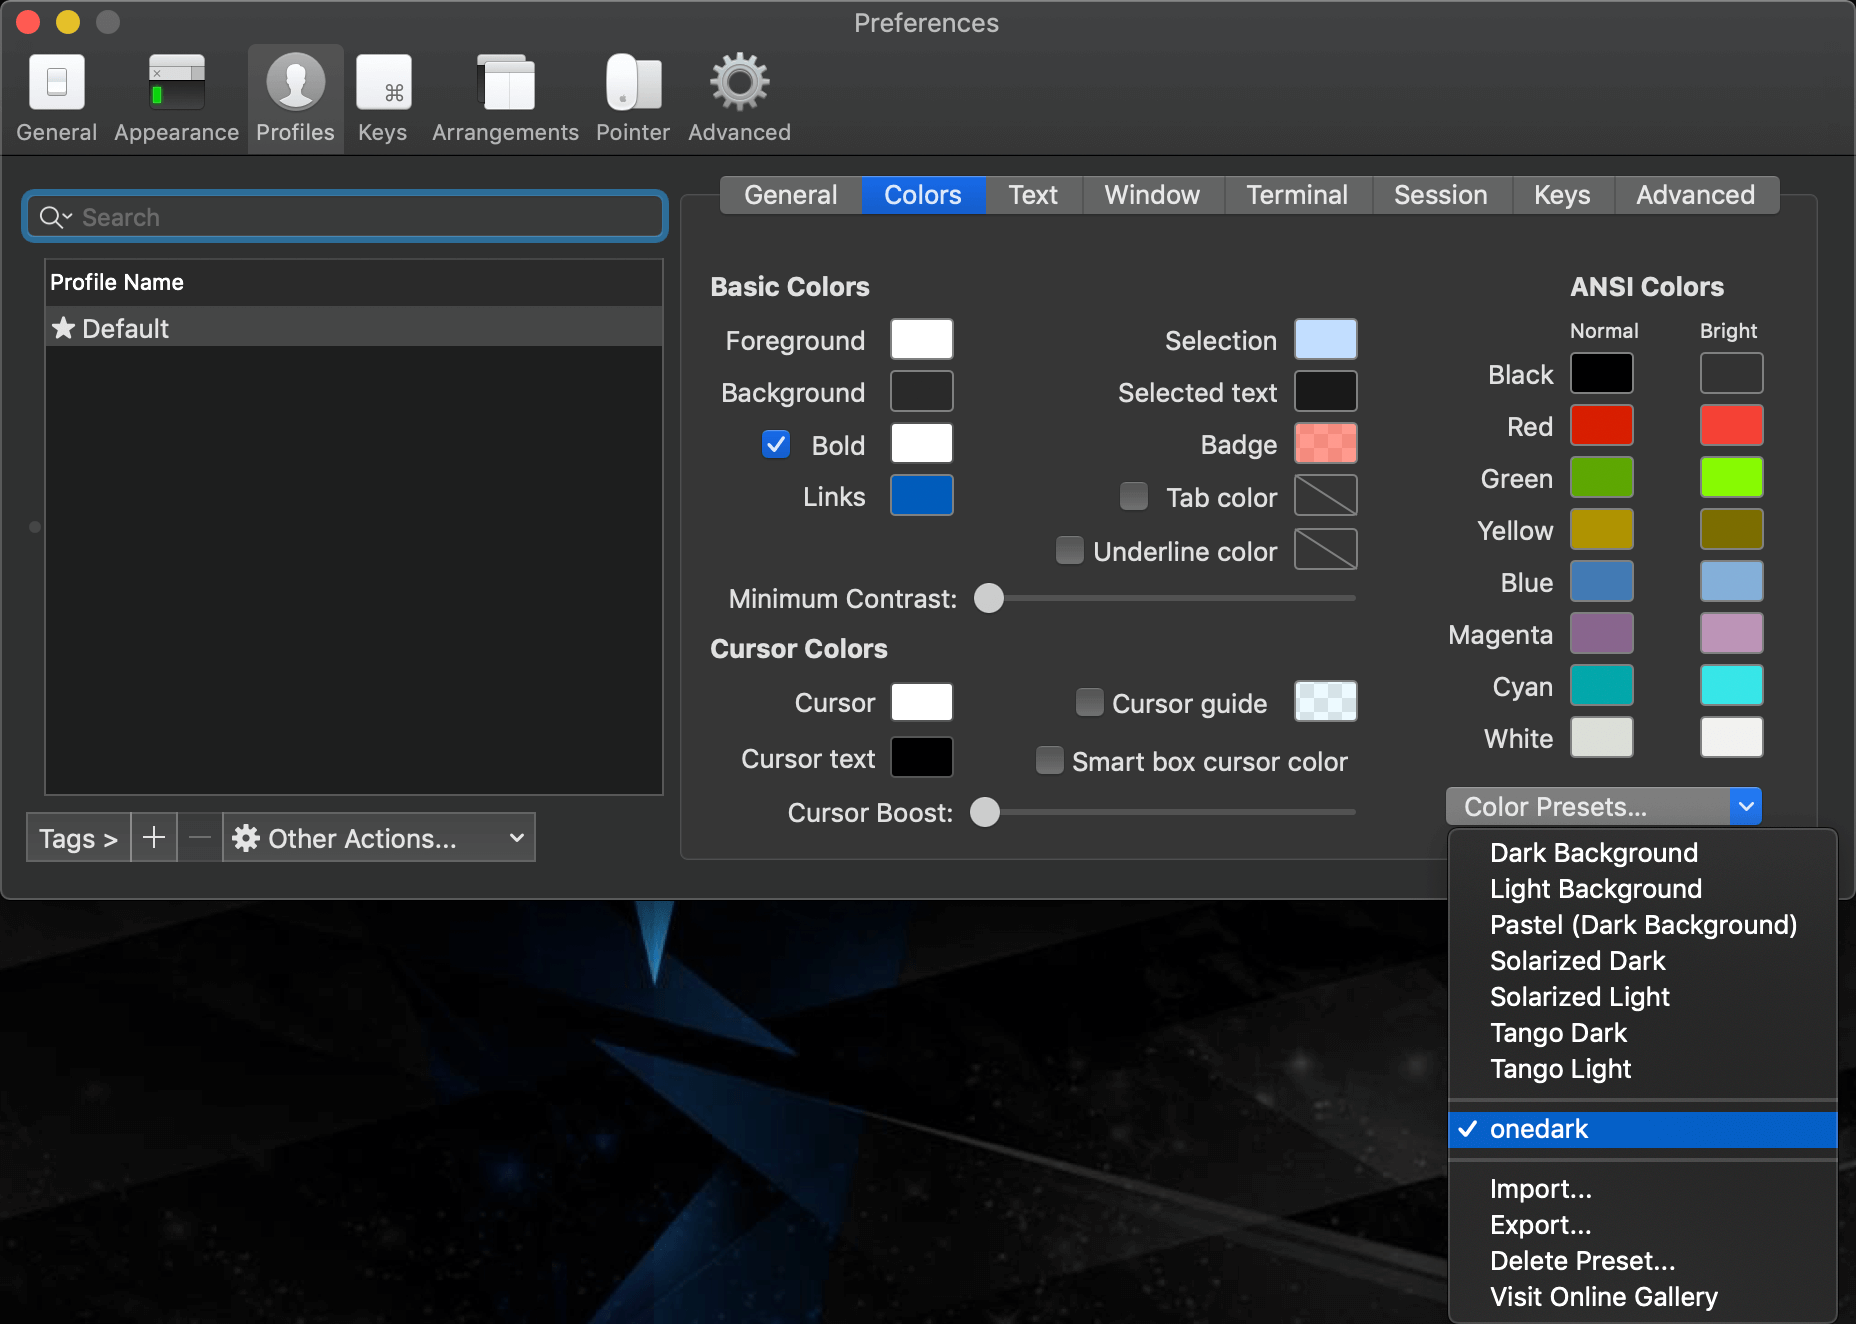 Preferences
General Appearance Profiles Keys Arrangements Pointer Advanced
Search
Profile Name
Default
Tags > + — Other Actions...
General Colors Text Window Terminal Session Keys Advanced
Basic Colors
Foreground
Background
Bold
Links
Selection
Selected text
Badge
Tab color
Underline color
Minimum Contrast:
Cursor Colors
Cursor
Cursor text
Cursor guide
Smart box cursor color
Cursor Boost:
ANSI Colors
Normal Bright
Black
Red
Green
Yellow
Blue
Magenta
Cyan
White
Color Presets...
Dark Background
Light Background
Pastel (Dark Background)
Solarized Dark
Solarized Light
Tango Dark
Tango Light
✓ onedark
Import...
Export...
Delete Preset...
Visit Online Gallery